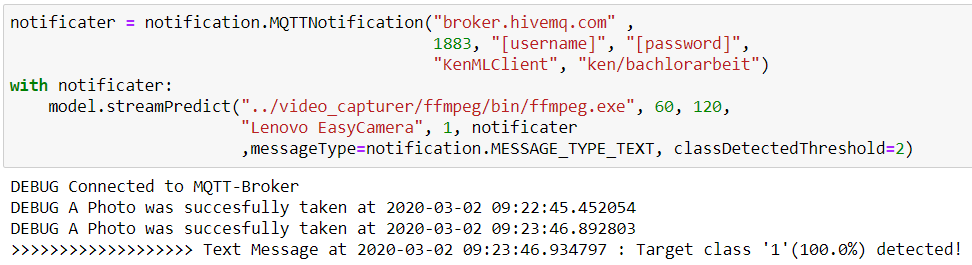 notificater = notification.MQTTNotification("broker.hivemq.com" ,
1883, "[username]", "[password]",
"KenMLClient", "ken/bachlorarbeit")
with notificater:
model.streamPredict("../video_capturer/ffmpeg/bin/ffmpeg.exe", 60, 120,
"Lenovo EasyCamera", 1, notificater
,messageType=notification.MESSAGE_TYPE_TEXT, classDetectedThreshold=2)
DEBUG Connected to MQTT-Broker
DEBUG A Photo was succesfully taken at 2020-03-02 09:22:45.452054
DEBUG A Photo was succesfully taken at 2020-03-02 09:23:46.892803
>>>>>>>>>>>>>>>>>>> Text Message at 2020-03-02 09:23:46.934797 : Target class '1'(100.0%) detected!